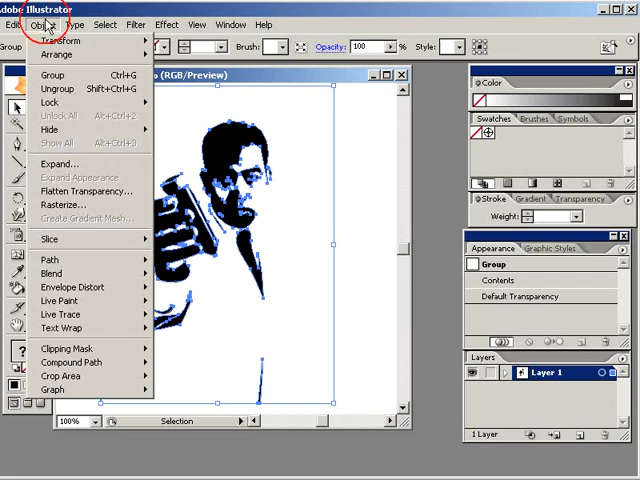 Adobe Illustrator
Edit Object Type Select Filter Effect View Window Help
Group Brush: Opacity: 100 Style:
(RGB/Preview)
Transform
Arrange
Group Ctrl+G
Ungroup Shift+Ctrl+G
Lock
Unlock All Alt+Ctrl+2
Hide
Show All Alt+Ctrl+3
Expand...
Expand Appearance
Flatten Transparency...
Rasterize...
Create Gradient Mesh...
Slice
Path
Blend
Envelope Distort
Live Paint
Live Trace
Text Wrap
Clipping Mask
Compound Path
Crop Area
Graph
100% Selection
Color
Swatches Brushes Symbols
Stroke Gradient Transparency
Weight:
Appearance Graphic Styles
Group
Contents
Default Transparency
Layers
Layer 1
1 Layer